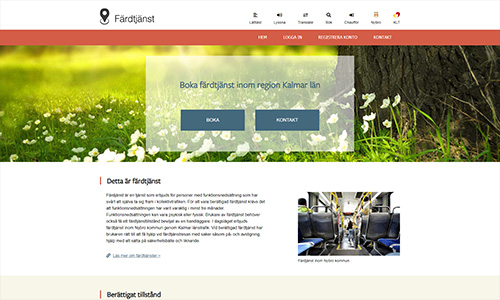 Färdtjänst
Lättläst
Lyssna
Translate
Sök
Chaufför
Nybro
KLT
HEM
LOGGA IN
REGISTRERA KONTO
KONTAKT
Boka färdtjänst inom region Kalmar län
BOKA
KONTAKT
Detta är färdtjänst
Färdtjänst är en tjänst som erbjuds för personer med funktionsnedsättning som har
svårt att själva ta sig fram i kollektivtrafiken. För att vara berättigad färdtjänst krävs det
att funktionsnedsättningen har varit varaktig i minst tre månader.
Funktionsnedsättningen kan vara psykisk eller fysisk. Brukare av färdtjänst behöver
också få ett färdtjänsttillstånd beviljat av en handläggare. I dagsläget erbjuds
färdtjänst inom Nybro kommun genom Kalmar länstrafik. Vid berättigad färdtjänst har
brukaren rätt till att få hjälp vid färdtjänstresan med saker såsom på- och avstigning,
hjälp med att sätta på säkerhetsbälte och liknande.
Läs mer om färdtjänster »
Färdtjänst inom Nybro kommun
Berättigat tillstånd